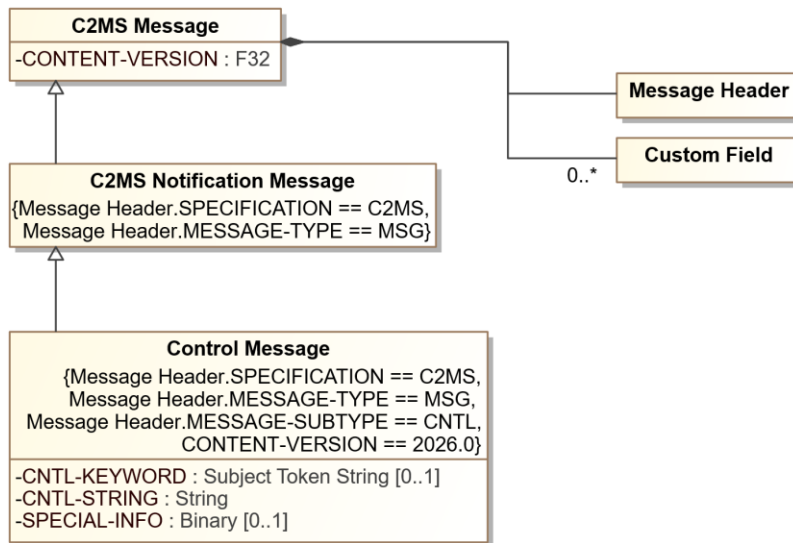 C2MS Message
-CONTENT-VERSION : F32
Message Header
Custom Field
0..*
C2MS Notification Message
{Message Header.SPECIFICATION == C2MS,
Message Header.MESSAGE-TYPE == MSG}
Control Message
{Message Header.SPECIFICATION == C2MS,
Message Header.MESSAGE-TYPE == MSG,
Message Header.MESSAGE-SUBTYPE == CNTL,
CONTENT-VERSION == 2026.0}
-CNTL-KEYWORD : Subject Token String [0..1]
-CNTL-STRING : String
-SPECIAL-INFO : Binary [0..1]